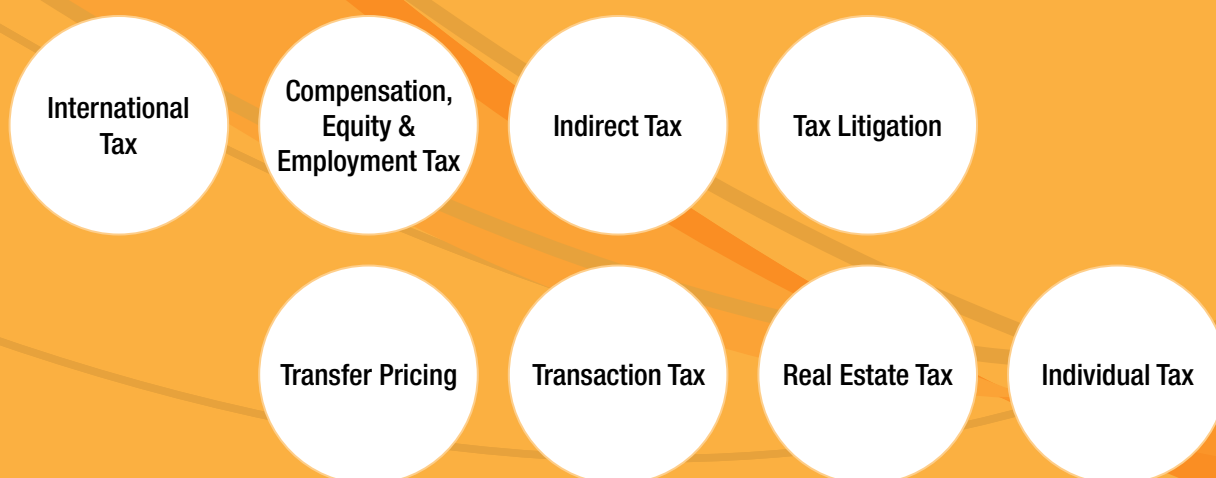 International
Tax
Compensation,
Equity &
Employment Tax
Indirect Tax
Tax Litigation
Transfer Pricing
Transaction Tax
Real Estate Tax
Individual Tax